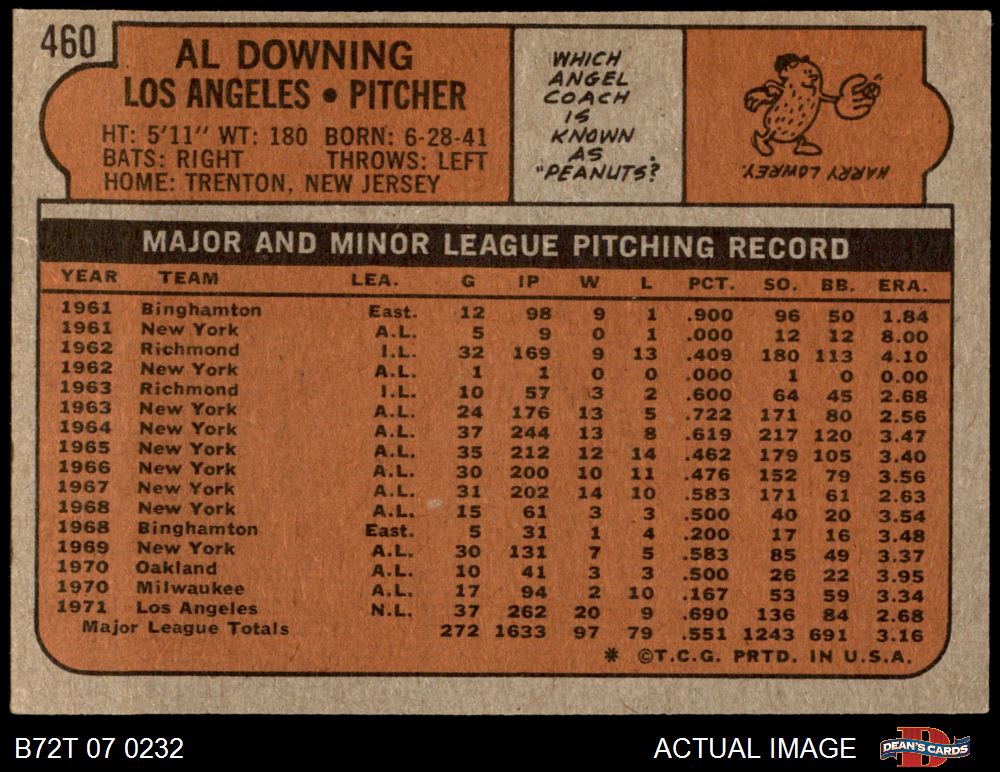 460
AL DOWNING
LOS ANGELES • PITCHER
HT: 5'11" WT: 180 BORN: 6-28-41
BATS: RIGHT THROWS: LEFT
HOME: TRENTON, NEW JERSEY
WHICH
ANGEL
COACH
IS
KNOWN
AS
"PEANUTS?"
HARRY LOWREY.
MAJOR AND MINOR LEAGUE PITCHING RECORD
YEAR TEAM LEA. G IP W L PCT. SO. BB. ERA.
1961 Binghamton East. 12 98 9 1 .900 96 50 1.84
1961 New York A.L. 5 9 0 1 .000 12 12 8.00
1962 Richmond I.L. 32 169 9 13 .409 180 113 4.10
1962 New York A.L. 1 1 0 0 .000 1 0 0.00
1963 Richmond I.L. 10 57 3 2 .600 64 45 2.68
1963 New York A.L. 24 176 13 5 .722 171 80 2.56
1964 New York A.L. 37 244 13 8 .619 217 120 3.47
1965 New York A.L. 35 212 12 14 .462 179 105 3.40
1966 New York A.L. 30 200 10 11 .476 152 79 3.56
1967 New York A.L. 31 202 14 10 .583 171 61 2.63
1968 New York A.L. 15 61 3 3 .500 40 20 3.54
1968 Binghamton East. 5 31 1 4 .200 17 16 3.48
1969 New York A.L. 30 131 7 5 .583 85 49 3.37
1970 Oakland A.L. 10 41 3 3 .500 26 22 3.95
1970 Milwaukee A.L. 17 94 2 10 .167 53 59 3.34
1971 Los Angeles N.L. 37 262 20 9 .690 136 84 2.68
Major League Totals 272 1633 97 79 .551 1243 691 3.16
* ©T.C.G. PRTD. IN U.S.A.
B72T 07 0232 ACTUAL IMAGE DEAN'S CARDS